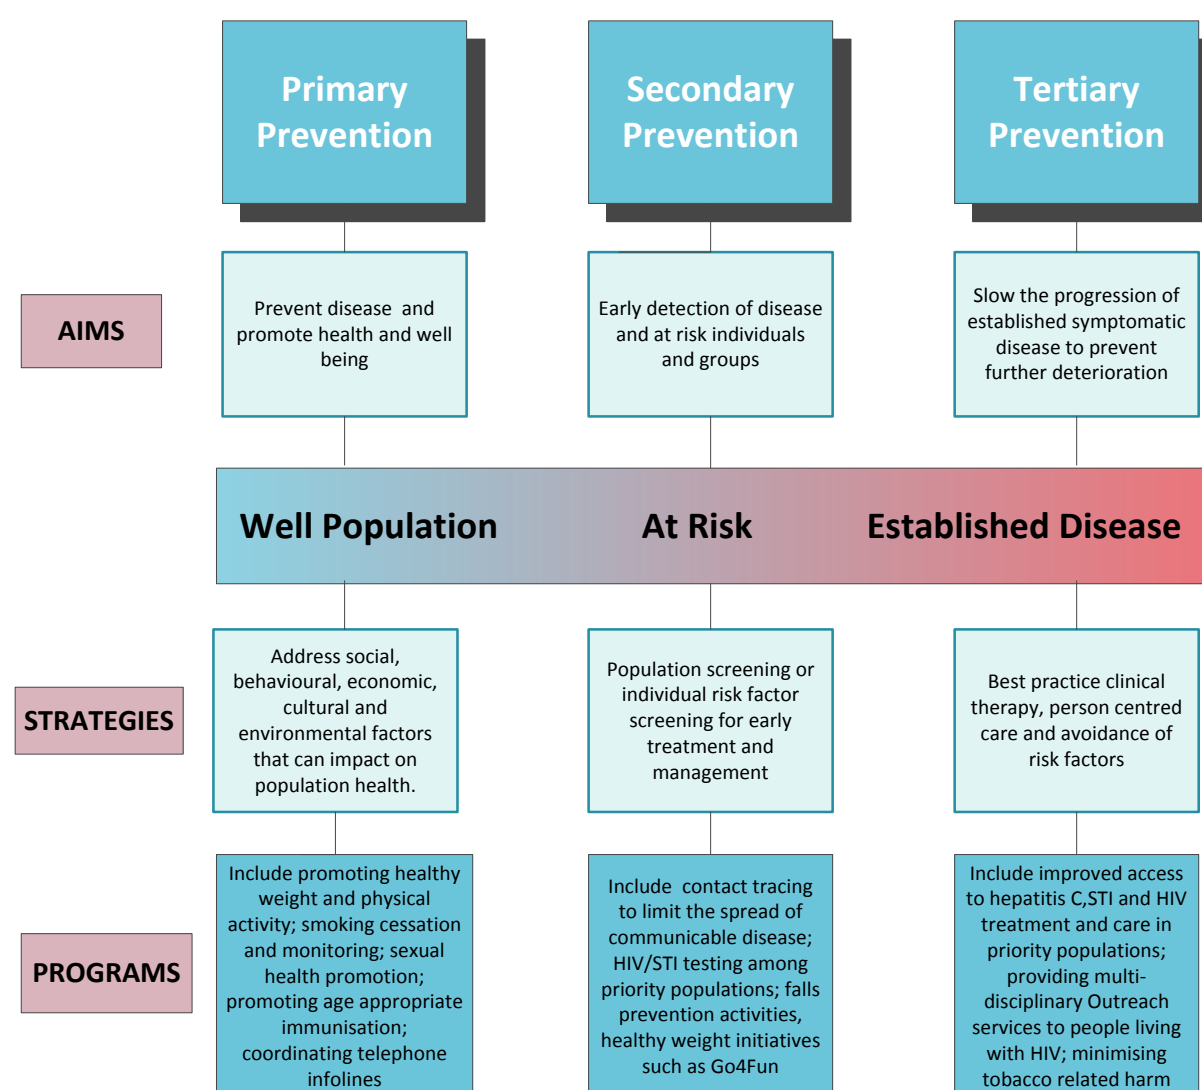 Primary
Prevention
Secondary
Prevention
Tertiary
Prevention
AIMS
Prevent disease  and
promote health and well
being
Early detection of disease
and at risk individuals
and groups
Slow the progression of
established symptomatic
disease to prevent
further deterioration
Well Population
At Risk
Established Disease
STRATEGIES
Address social,
behavioural, economic,
cultural and
environmental factors
that can impact on
population health.
Population screening or
individual risk factor
screening for early
treatment and
management
Best practice clinical
therapy, person centred
care and avoidance of
risk factors
PROGRAMS
Include promoting healthy
weight and physical
activity; smoking cessation
and monitoring; sexual
health promotion;
promoting age appropriate
immunisation;
coordinating telephone
infolines
Include  contact tracing
to limit the spread of
communicable disease;
HIV/STI testing among
priority populations; falls
prevention activities,
healthy weight initiatives
such as Go4Fun
Include improved access
to hepatitis C,STI and HIV
treatment and care in
priority populations;
providing multi-
disciplinary Outreach
services to people living
with HIV; minimising
tobacco related harm